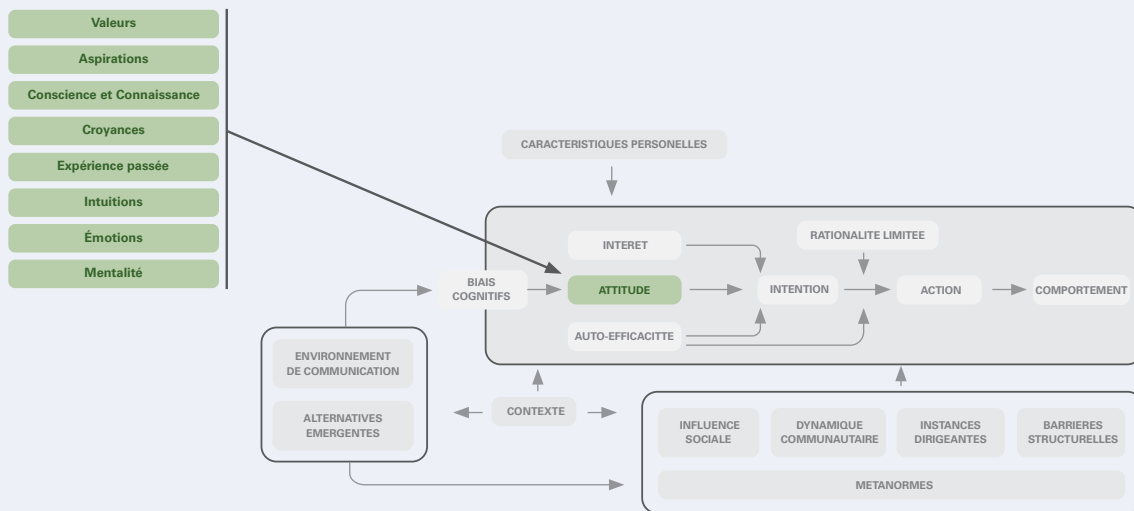 Valeurs
Aspirations
Conscience et Connaissance
Croyances
Expérience passée
Intuitions
Émotions
Mentalité
CARACTERISTIQUES PERSONELLES
INTERET
RATIONALITE LIMITEE
BIAIS
COGNITIFS
ATTITUDE
INTENTION
ACTION
COMPORTEMENT
AUTO-EFFICACITTE
ENVIRONNEMENT
DE COMMUNICATION
ALTERNATIVES
EMERGENTES
CONTEXTE
INFLUENCE
SOCIALE
DYNAMIQUE
COMMUNAUTAIRE
INSTANCES
DIRIGEANTES
BARRIERES
STRUCTURELLES
METANORMES